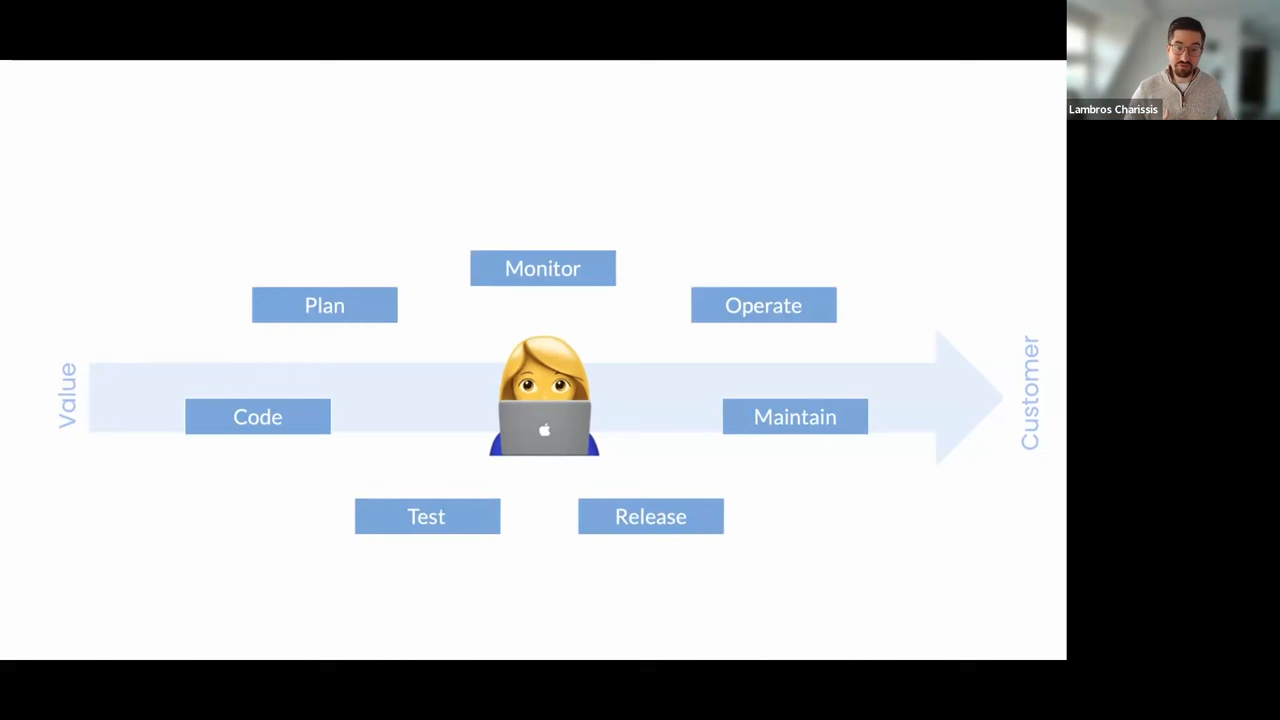 Lambros Charissis
Monitor
Plan
Operate
Value
Customer
Code
Maintain
Test
Release